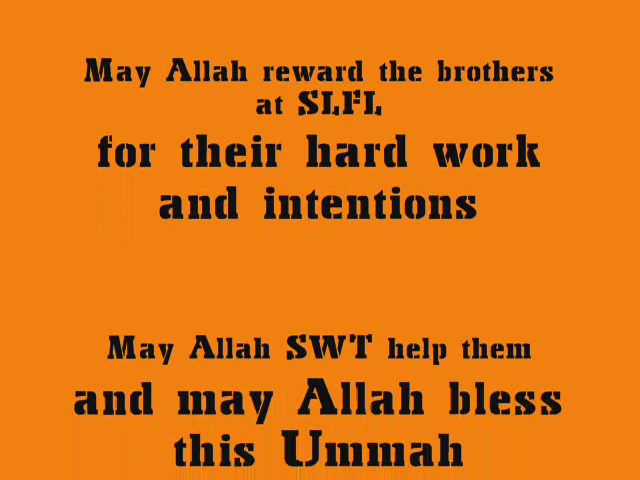 May Allah reward the brothers
at SLFL
for their hard work
and intentions
May Allah SWT help them
and may Allah bless
this Ummah